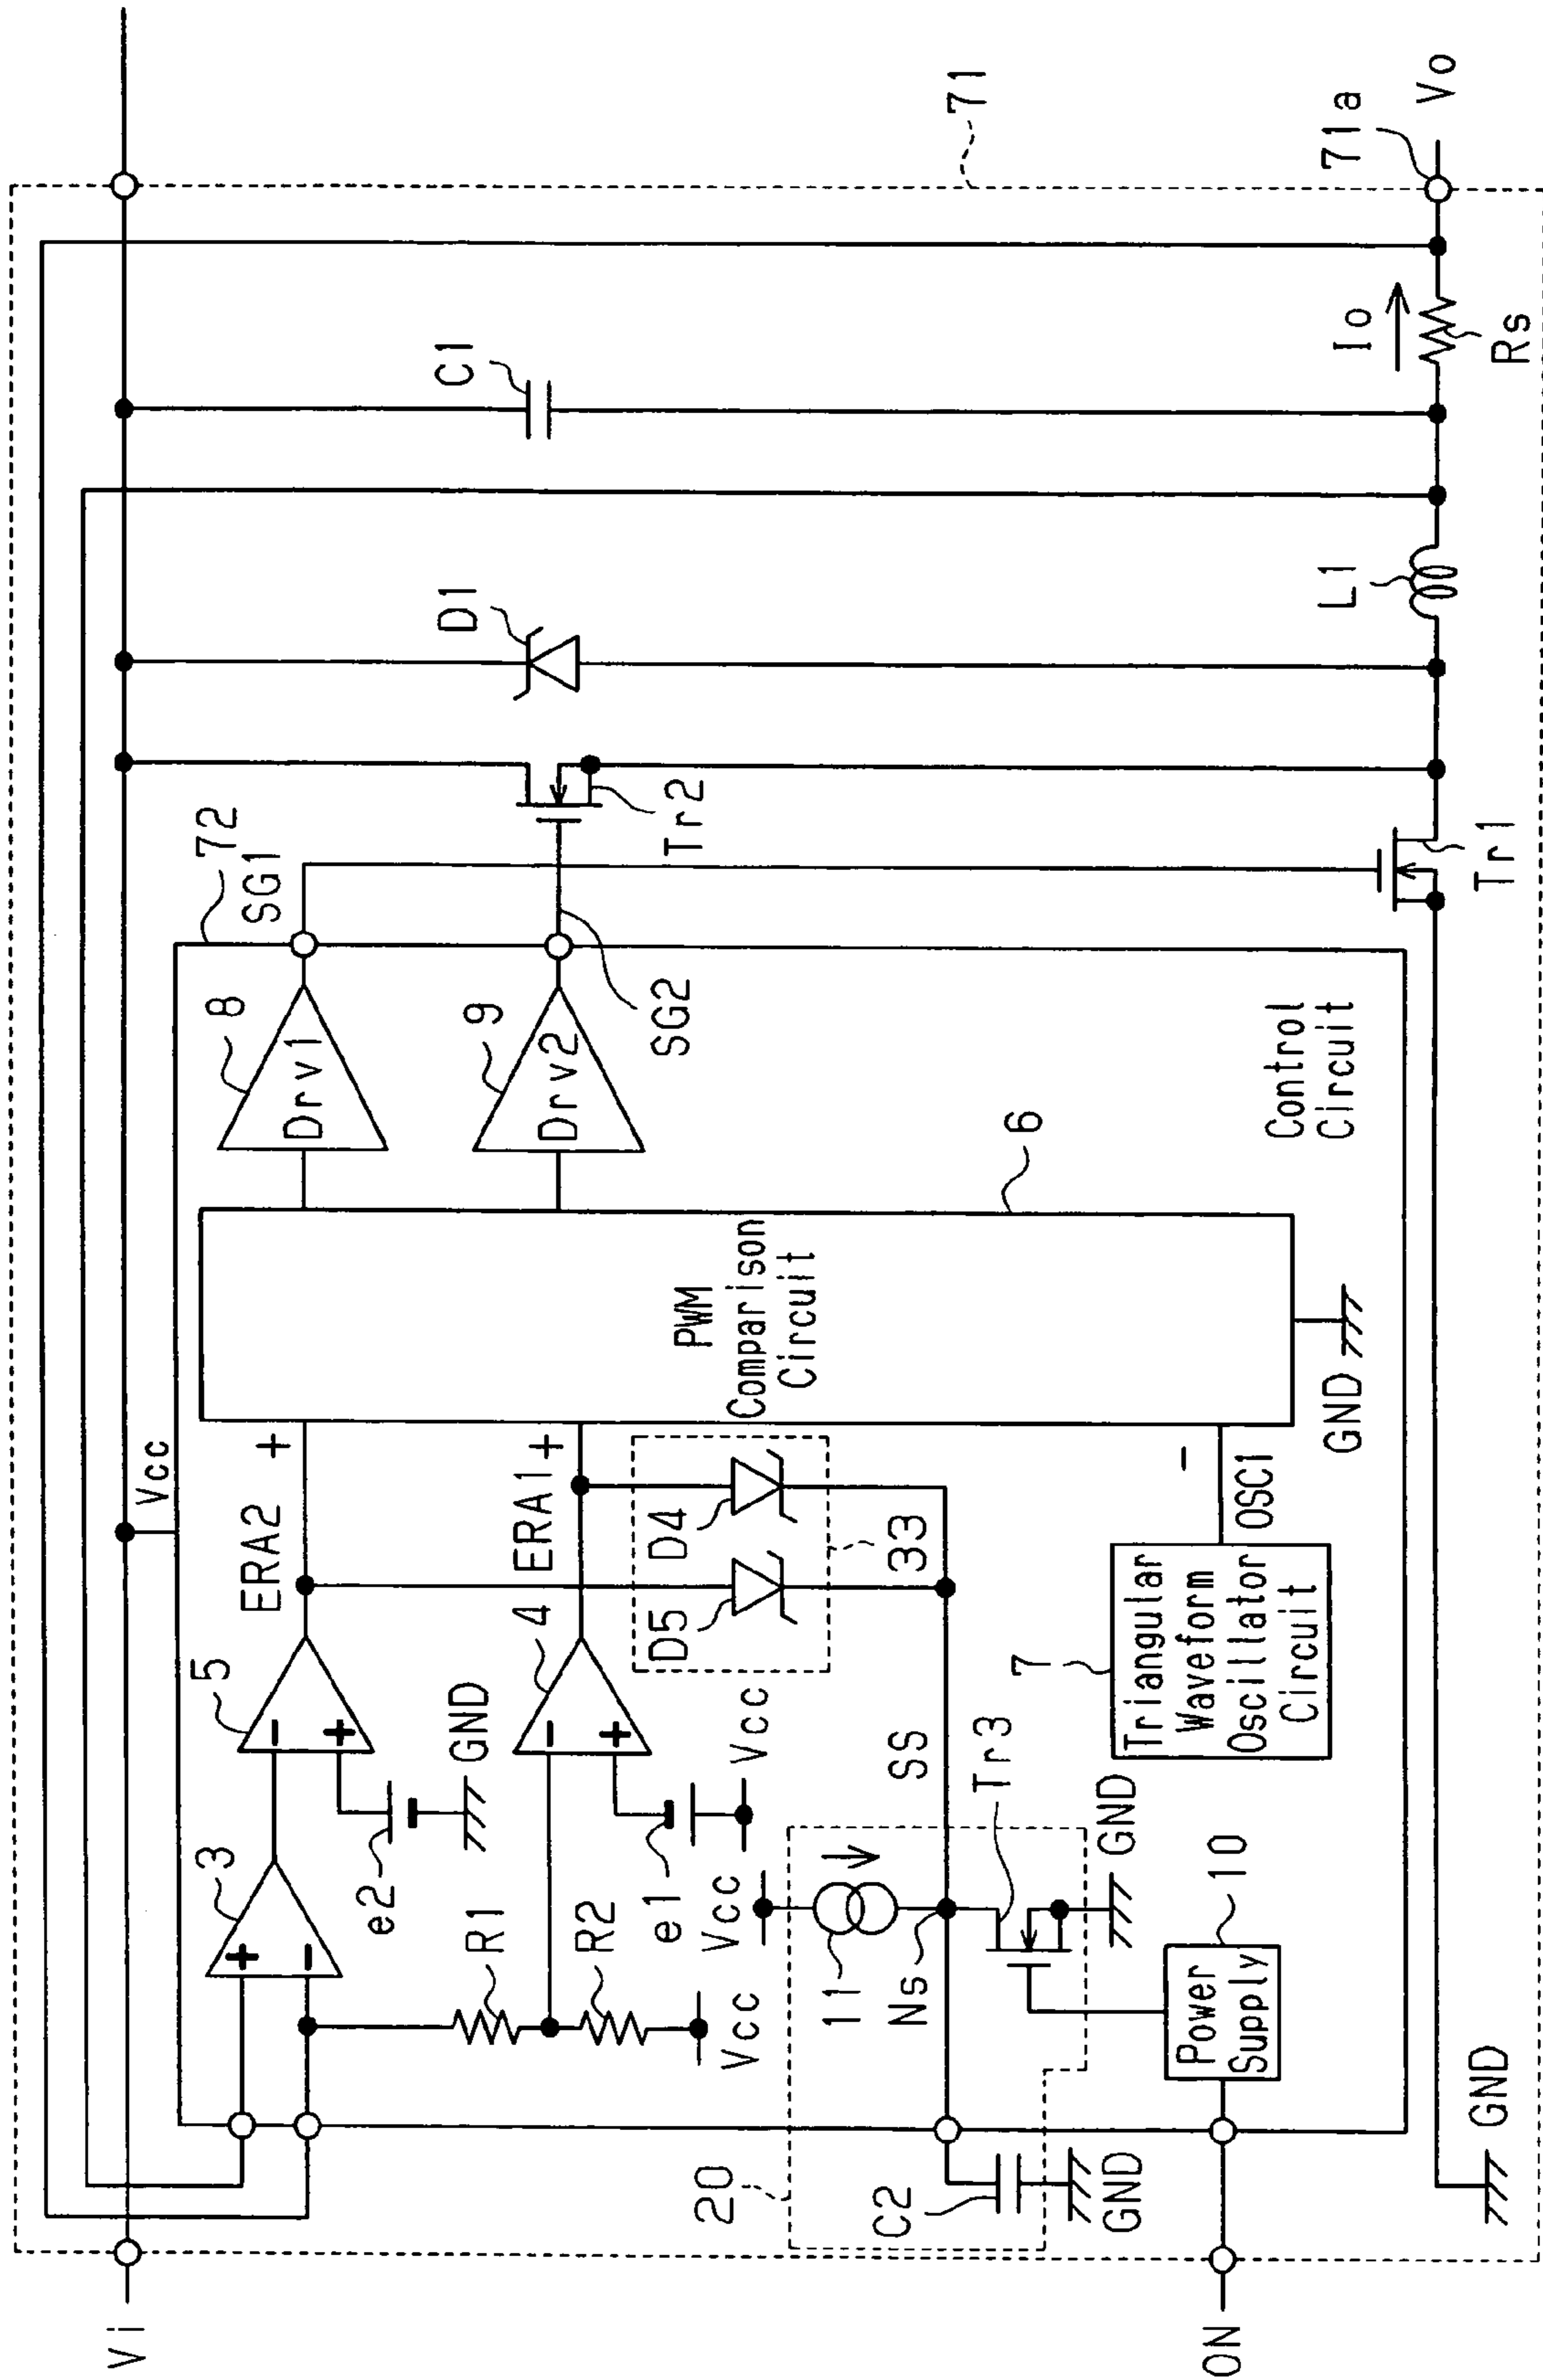 Vi
Vcc
71
72
SG1
8
Drv1
9
Drv2
SG2
Tr2
D1
C1
ERA2
+
5
-
+
3
+
-
e2
GND
R1
R2
Vcc
ERA1
+
4
-
+
e1
Vcc
PWM
Comparison
Circuit
6
D5
D4
33
20
Vcc
11
Ns
SS
Tr3
GND
C2
GND
7
Triangular
Waveform
Oscillator
Circuit
OSC1
-
GND
Control
Circuit
Power
Supply
10
ON
GND
Tr1
L1
Io
Rs
71a
Vo